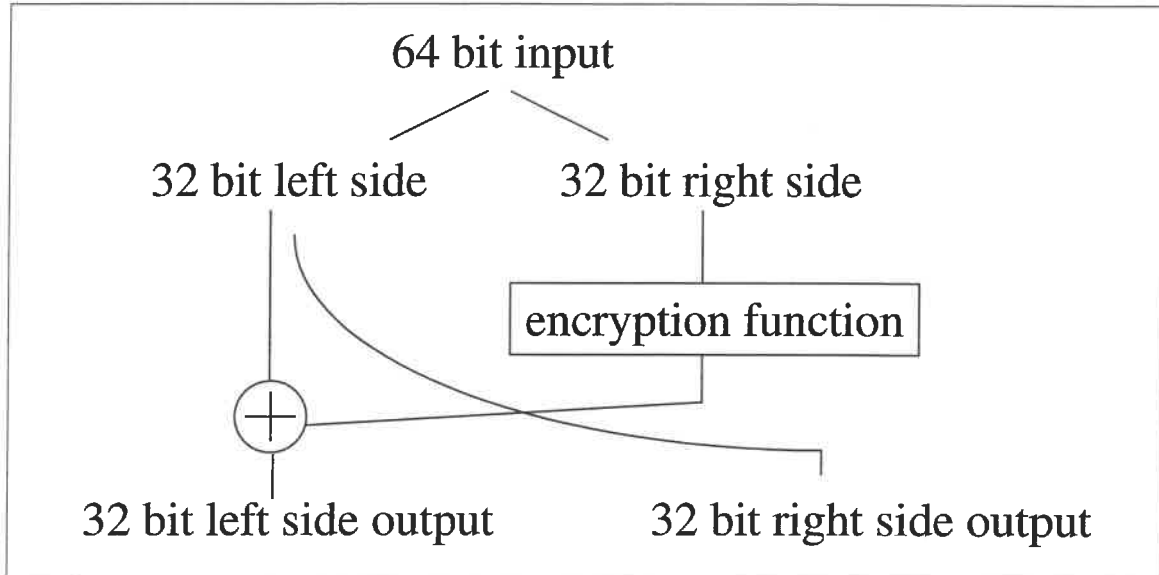 64 bit input
32 bit left side 32 bit right side
encryption function
32 bit left side output 32 bit right side output